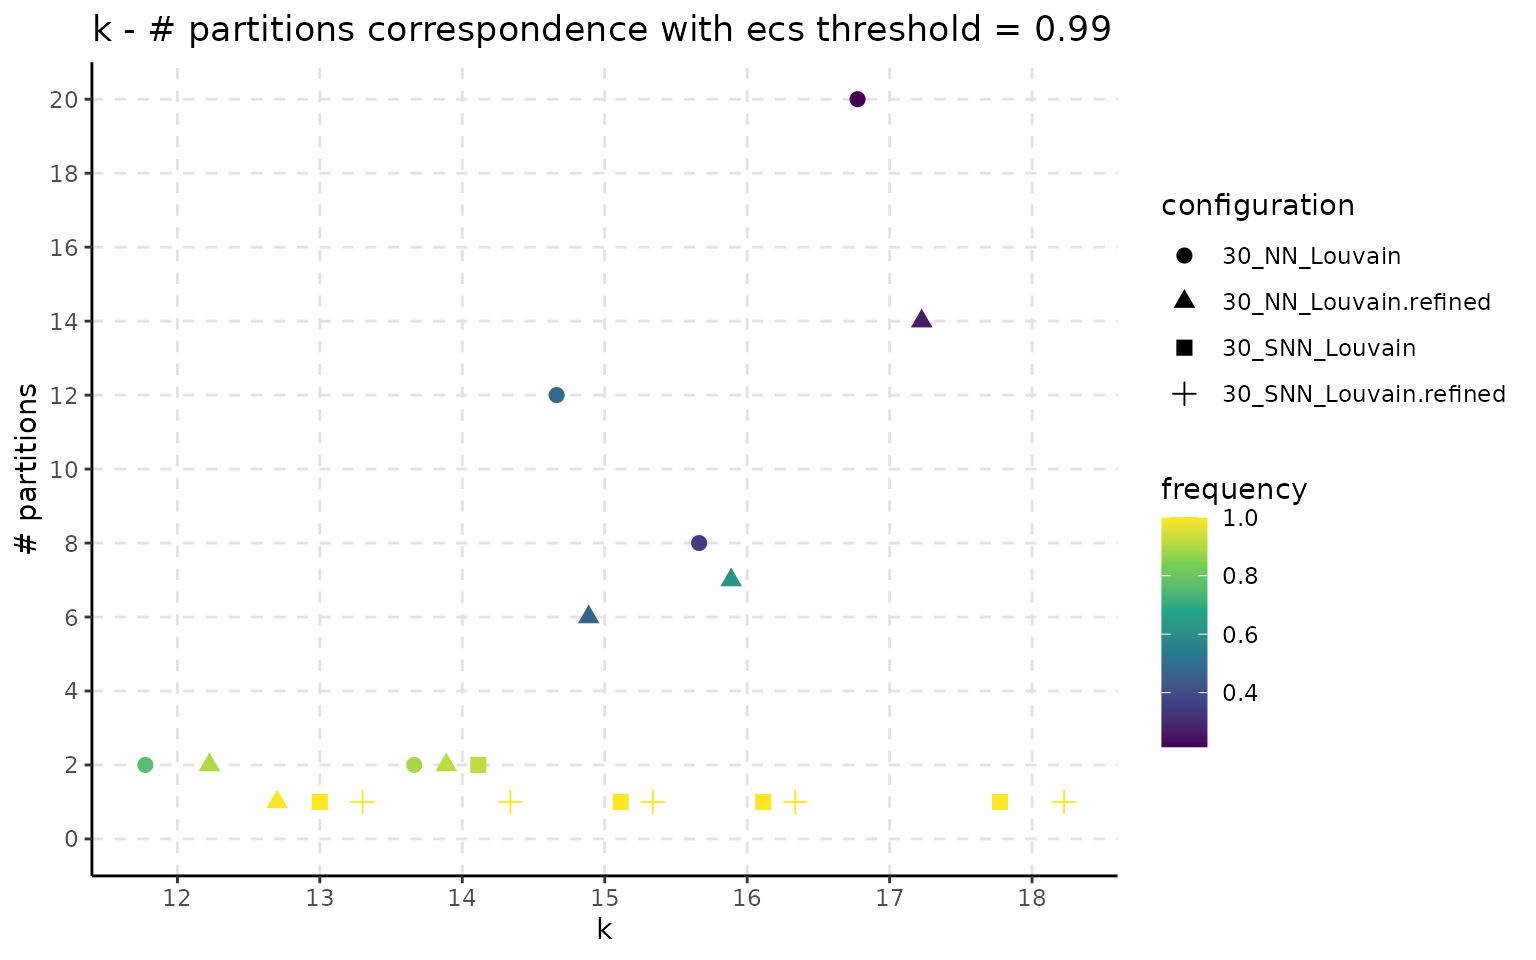 k - # partitions correspondence with ecs threshold = 0.99
# partitions
20
18
16
14
12
10
8
6
4
2
0
12 13 14 15 16 17 18
k
configuration
30_NN_Louvain
30_NN_Louvain.refined
30_SNN_Louvain
30_SNN_Louvain.refined
frequency
1.0
0.8
0.6
0.4